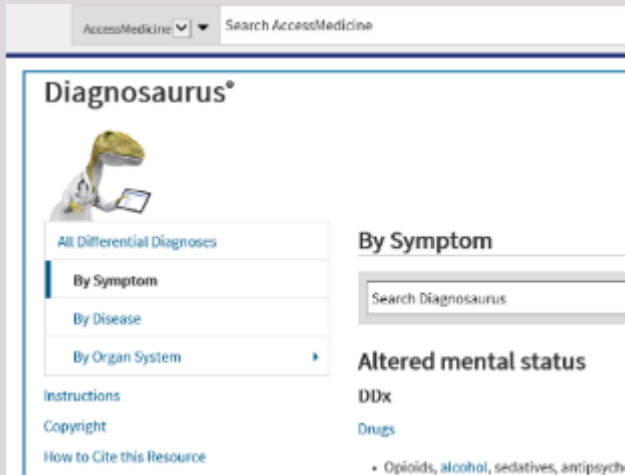 AccessMedicine Search AccessMedicine
Diagnosaurus®
All Differential Diagnoses
By Symptom
By Disease
By Organ System
Instructions
Copyright
How to Cite this Resource
By Symptom
Search Diagnosaurus
Altered mental status
DDx
Drugs
• Opioids, alcohol, sedatives, antipsych